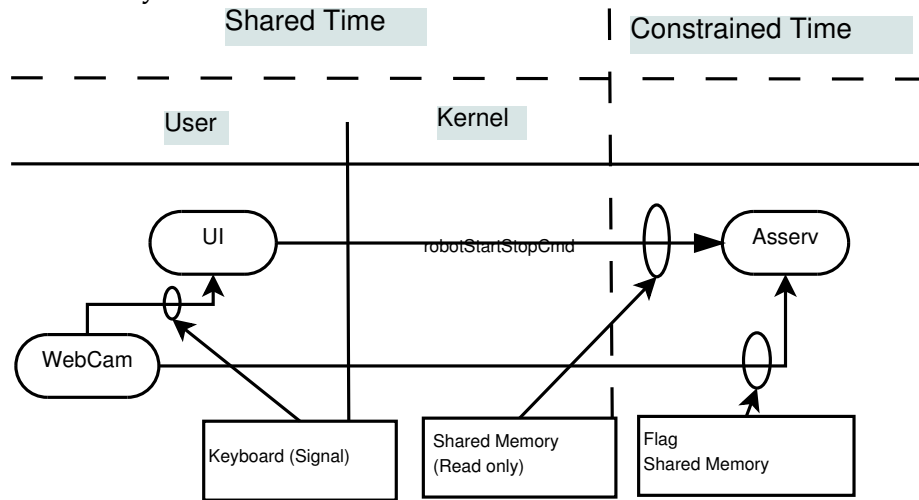 Shared Time
Constrained Time
User
Kernel
UI
robotStartStopCmd
Asserv
WebCam
Keyboard (Signal)
Shared Memory
(Read only)
Flag
Shared Memory